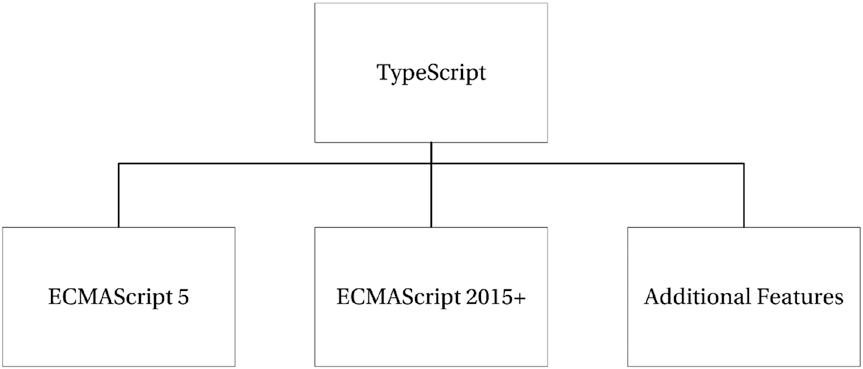 TypeScript
ECMAScript 5
ECMAScript 2015+
Additional Features